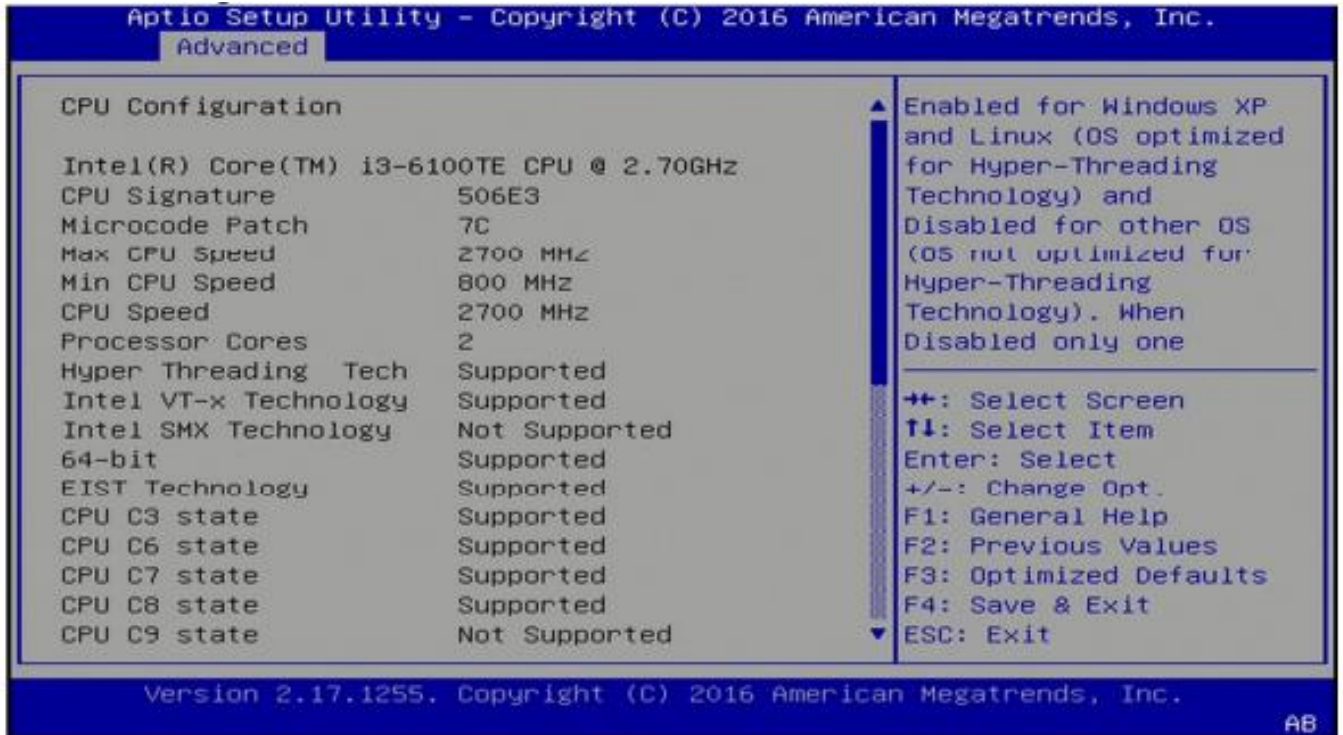 Aptio Setup Utility – Copyright (C) 2016 American Megatrends, Inc.
Advanced
CPU Configuration
Intel(R) Core(TM) i3-6100TE CPU @ 2.70GHz
CPU Signature 506E3
Microcode Patch 7C
Max CPU Speed 2700 MHz
Min CPU Speed 800 MHz
CPU Speed 2700 MHz
Processor Cores 2
Hyper Threading Tech Supported
Intel VT-x Technology Supported
Intel SMX Technology Not Supported
64-bit Supported
EIST Technology Supported
CPU C3 state Supported
CPU C6 state Supported
CPU C7 state Supported
CPU C8 state Supported
CPU C9 state Not Supported
Enabled for Windows XP
and Linux (OS optimized
for Hyper-Threading
Technology) and
Disabled for other OS
(OS not optimized for
Hyper-Threading
Technology). When
Disabled only one
→←: Select Screen
↑↓: Select Item
Enter: Select
+/-: Change Opt.
F1: General Help
F2: Previous Values
F3: Optimized Defaults
F4: Save & Exit
ESC: Exit
Version 2.17.1255. Copyright (C) 2016 American Megatrends, Inc.
AB